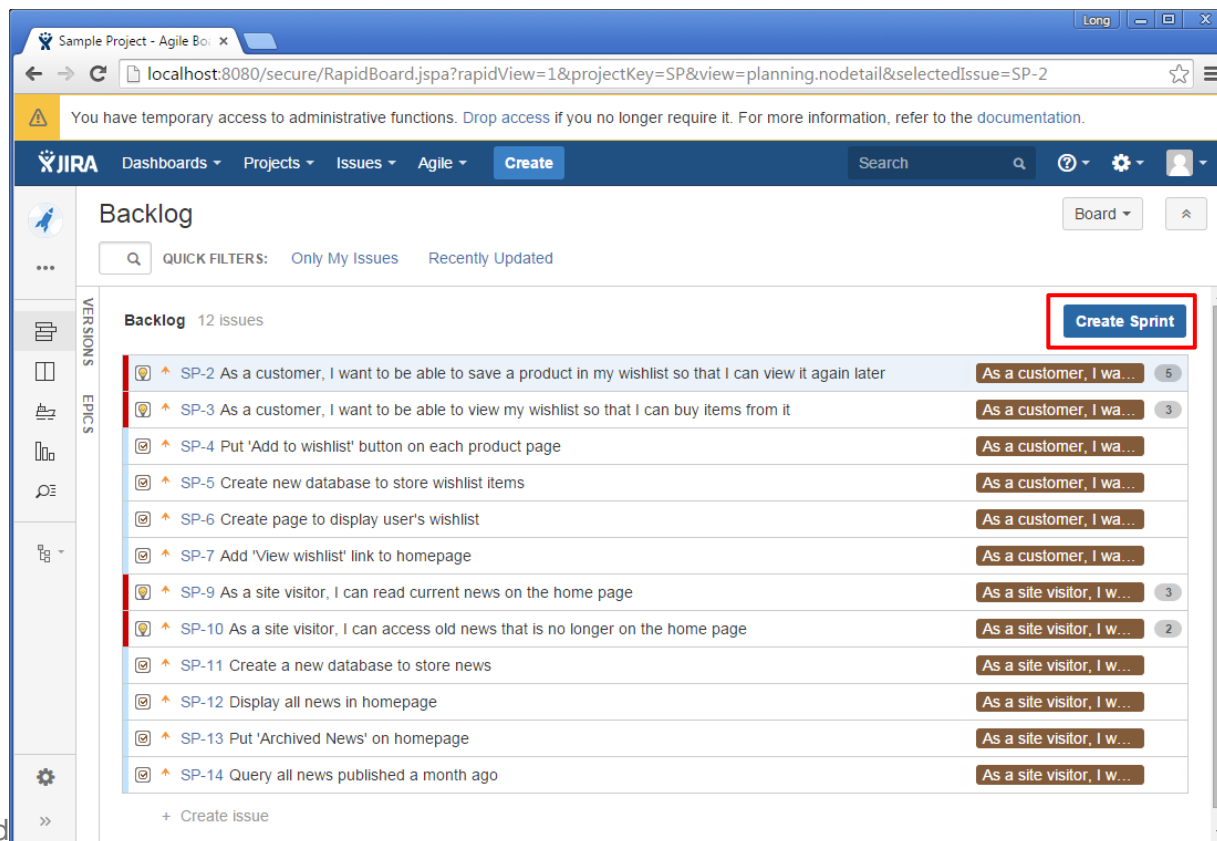 Long
Sample Project - Agile Bo
localhost:8080/secure/RapidBoard.jspa?rapidView=1&projectKey=SP&view=planning.nodetail&selectedIssue=SP-2
You have temporary access to administrative functions. Drop access if you no longer require it. For more information, refer to the documentation.
JIRA Dashboards Projects Issues Agile Create Search
Backlog Board
QUICK FILTERS: Only My Issues Recently Updated
VERSIONS
EPICS
Backlog 12 issues Create Sprint
SP-2 As a customer, I want to be able to save a product in my wishlist so that I can view it again later As a customer, I wa... 5
SP-3 As a customer, I want to be able to view my wishlist so that I can buy items from it As a customer, I wa... 3
SP-4 Put 'Add to wishlist' button on each product page As a customer, I wa...
SP-5 Create new database to store wishlist items As a customer, I wa...
SP-6 Create page to display user's wishlist As a customer, I wa...
SP-7 Add 'View wishlist' link to homepage As a customer, I wa...
SP-9 As a site visitor, I can read current news on the home page As a site visitor, I w... 3
SP-10 As a site visitor, I can access old news that is no longer on the home page As a site visitor, I w... 2
SP-11 Create a new database to store news As a site visitor, I w...
SP-12 Display all news in homepage As a site visitor, I w...
SP-13 Put 'Archived News' on homepage As a site visitor, I w...
SP-14 Query all news published a month ago As a site visitor, I w...
+ Create issue